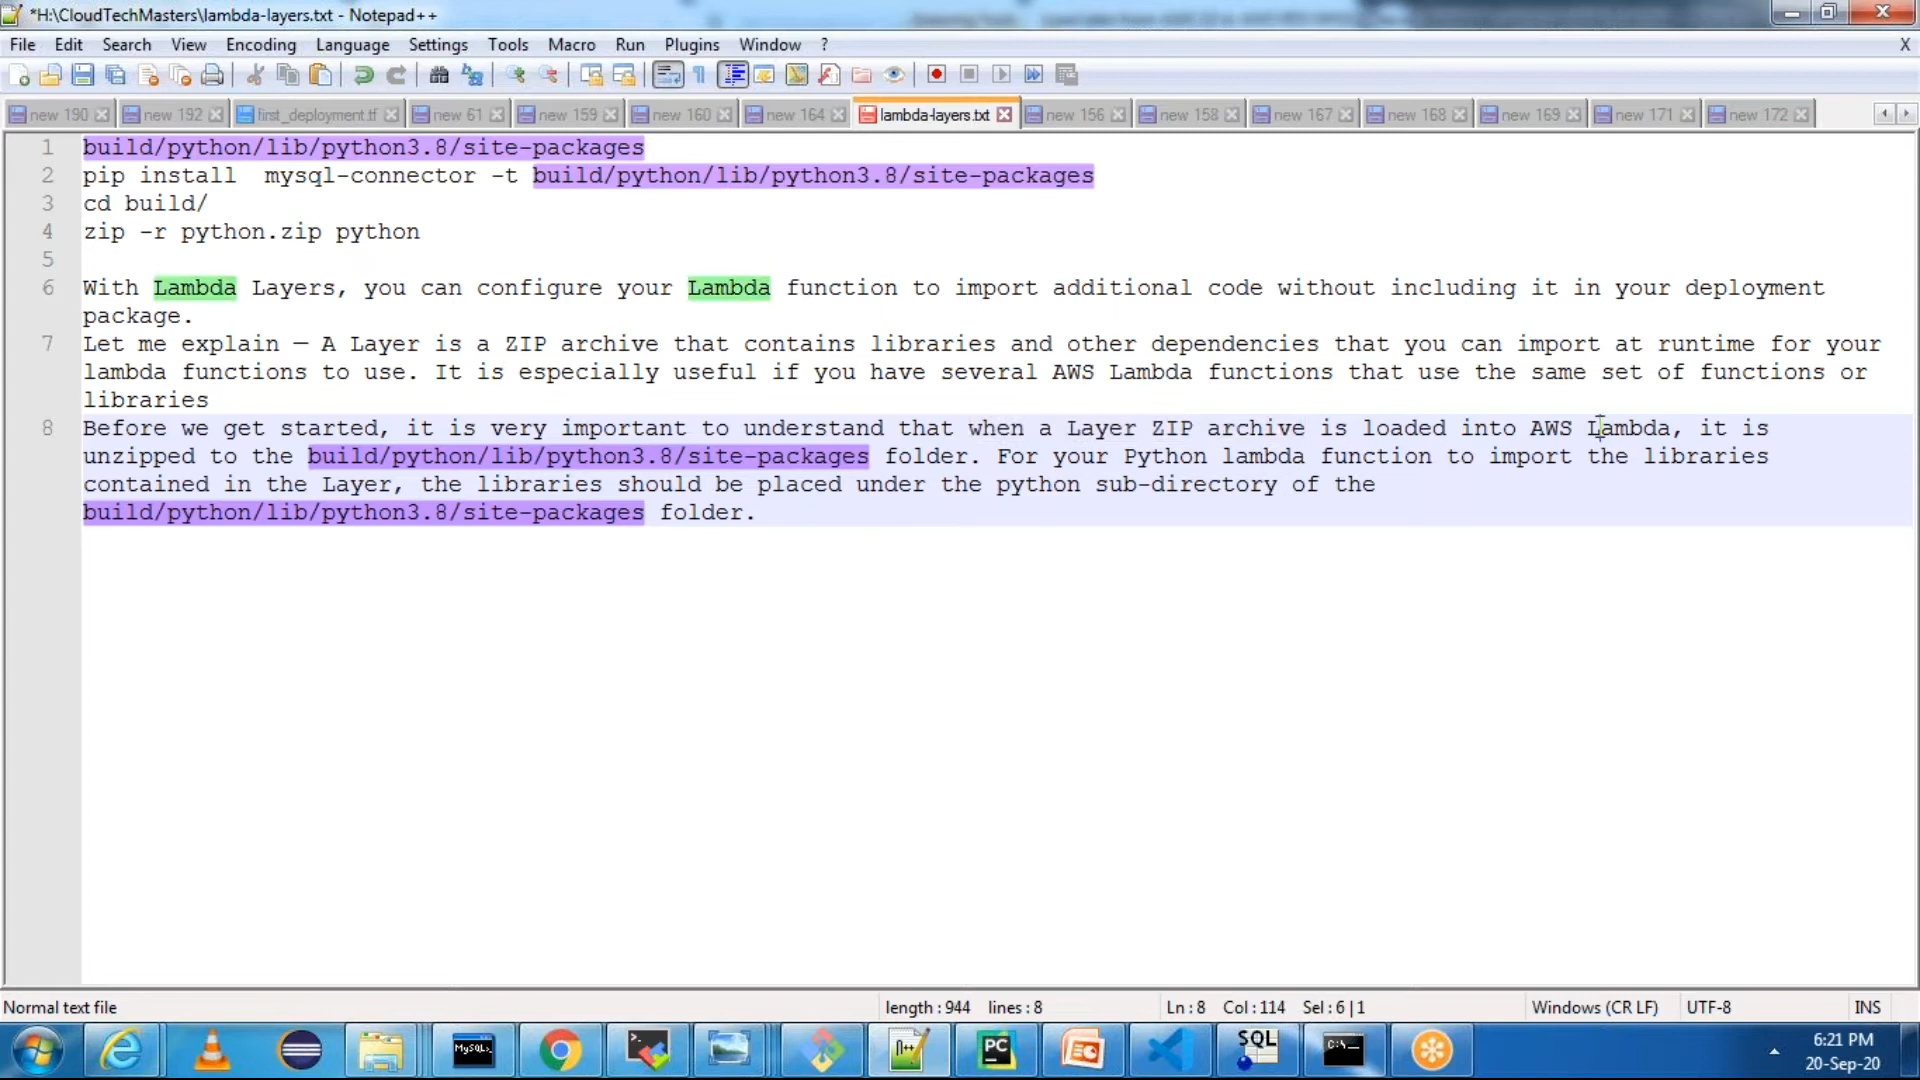 *H:\CloudTechMasters\lambda-layers.txt - Notepad++
File Edit Search View Encoding Language Settings Tools Macro Run Plugins Window ? X
new 190 new 192 first_deployment.tf new 61 new 159 new 160 new 164 lambda-layers.txt new 156 new 158 new 167 new 168 new 169 new 171 new 172
1 build/python/lib/python3.8/site-packages
2 pip install  mysql-connector -t build/python/lib/python3.8/site-packages
3 cd build/
4 zip -r python.zip python
5
6 With Lambda Layers, you can configure your Lambda function to import additional code without including it in your deployment
package.
7 Let me explain — A Layer is a ZIP archive that contains libraries and other dependencies that you can import at runtime for your
lambda functions to use. It is especially useful if you have several AWS Lambda functions that use the same set of functions or
libraries
8 Before we get started, it is very important to understand that when a Layer ZIP archive is loaded into AWS Lambda, it is
unzipped to the build/python/lib/python3.8/site-packages folder. For your Python lambda function to import the libraries
contained in the Layer, the libraries should be placed under the python sub-directory of the
build/python/lib/python3.8/site-packages folder.
Normal text file length : 944 lines : 8 Ln : 8 Col : 114 Sel : 6 | 1 Windows (CR LF) UTF-8 INS
MySQL> n++ PC SQL C:\ 6:21 PM
20-Sep-20